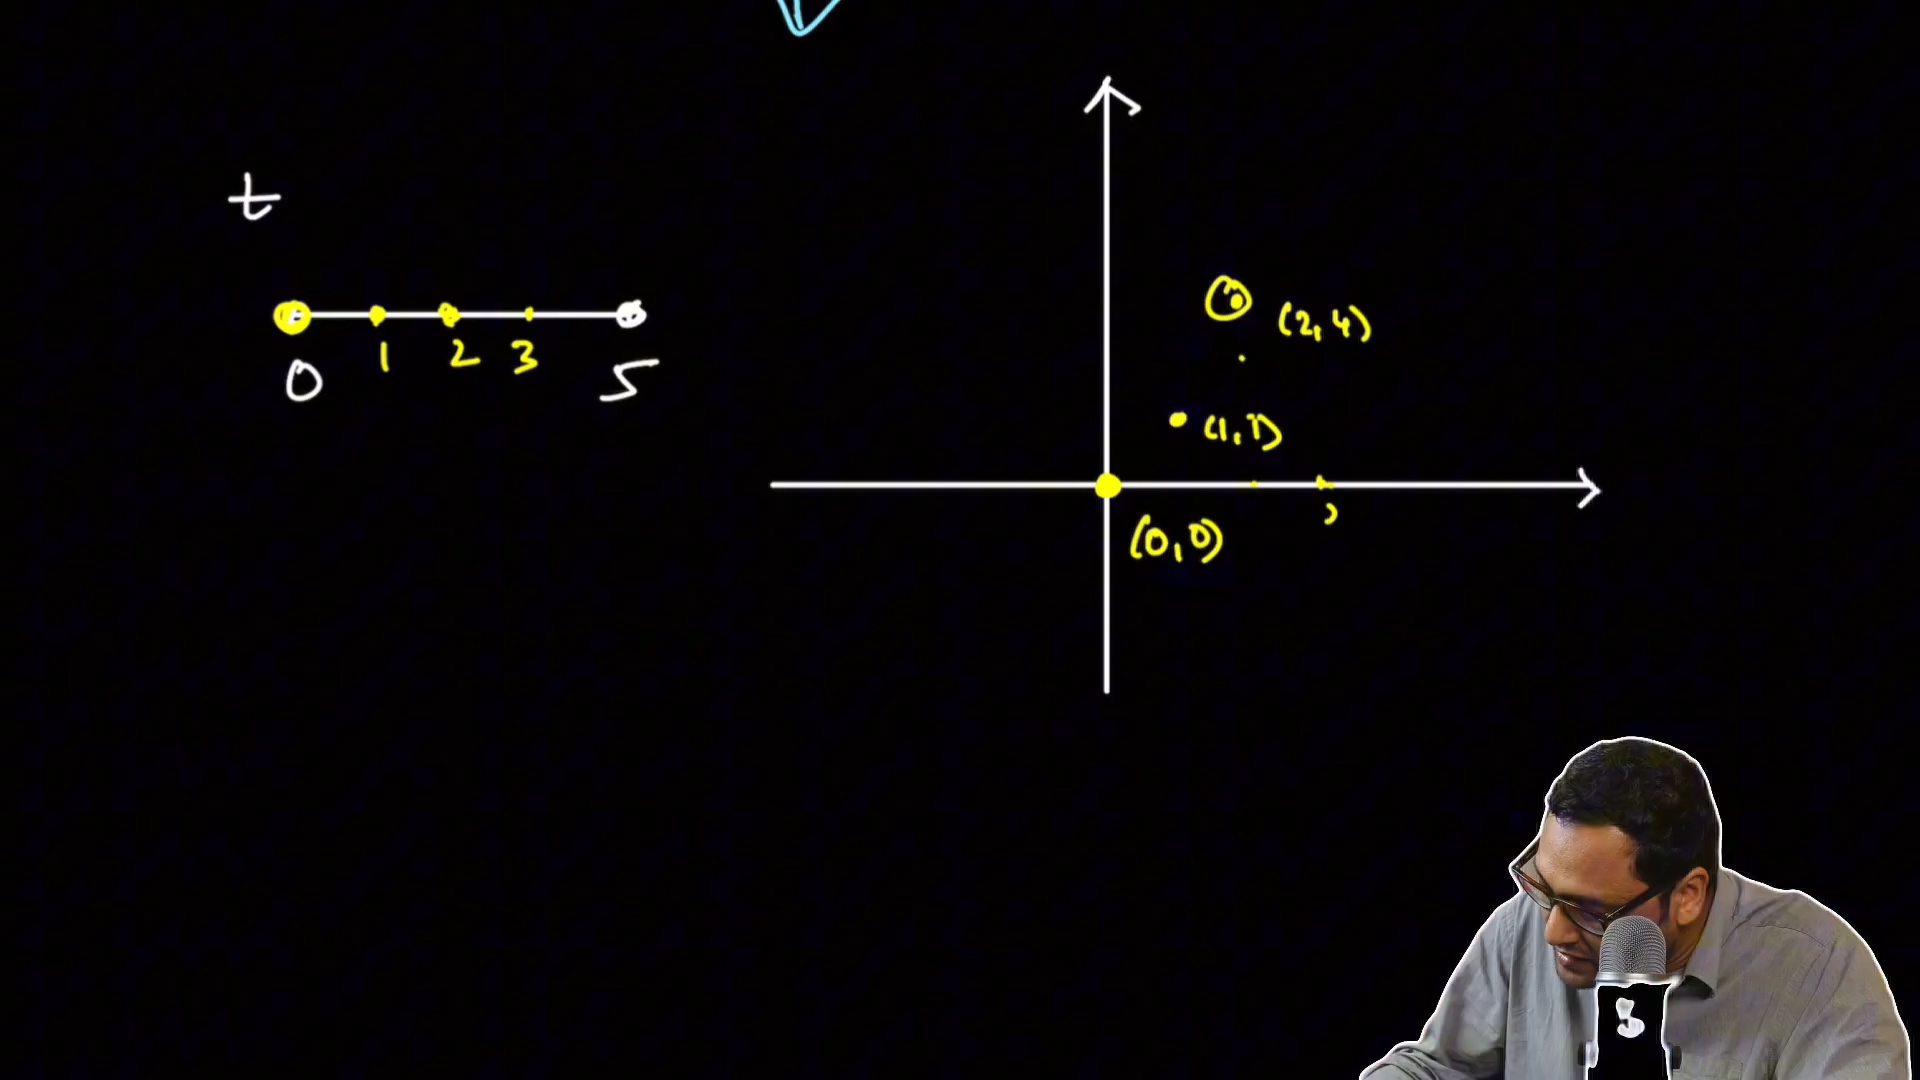 t
0 1 2 3 5
(2,4)
(1,1)
(0,0)